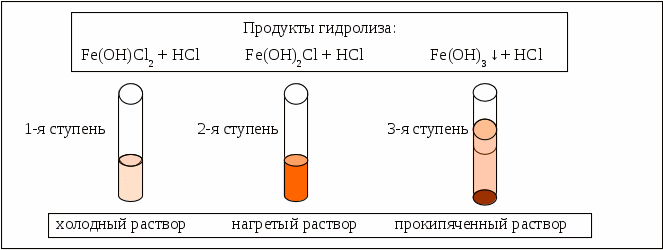 Продукты гидролиза:
Fe(OH)Cl2 + HCl Fe(OH)2Cl + HCl Fe(OH)3 ↓+ HCl
1-я ступень 2-я ступень 3-я ступень
холодный раствор нагретый раствор прокипяченный раствор